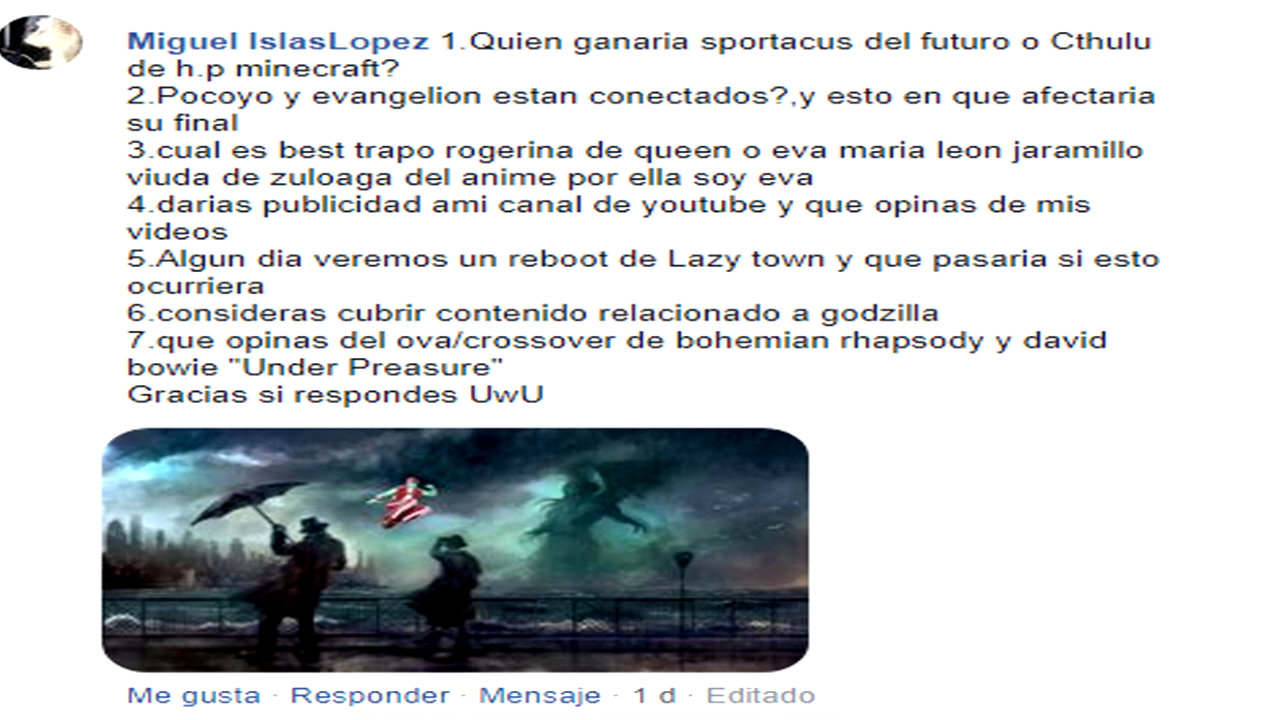 Miguel IslasLopez 1.Quien ganaria sportacus del futuro o Cthulu
de h.p minecraft?
2.Pocoyo y evangelion estan conectados?,y esto en que afectaria
su final
3.cual es best trapo rogerina de queen o eva maria leon jaramillo
viuda de zuloaga del anime por ella soy eva
4.darias publicidad ami canal de youtube y que opinas de mis
videos
5.Algun dia veremos un reboot de Lazy town y que pasaria si esto
ocurriera
6.consideras cubrir contenido relacionado a godzilla
7.que opinas del ova/crossover de bohemian rhapsody y david
bowie "Under Preasure"
Gracias si respondes UwU
Me gusta · Responder · Mensaje · 1 d · Editado